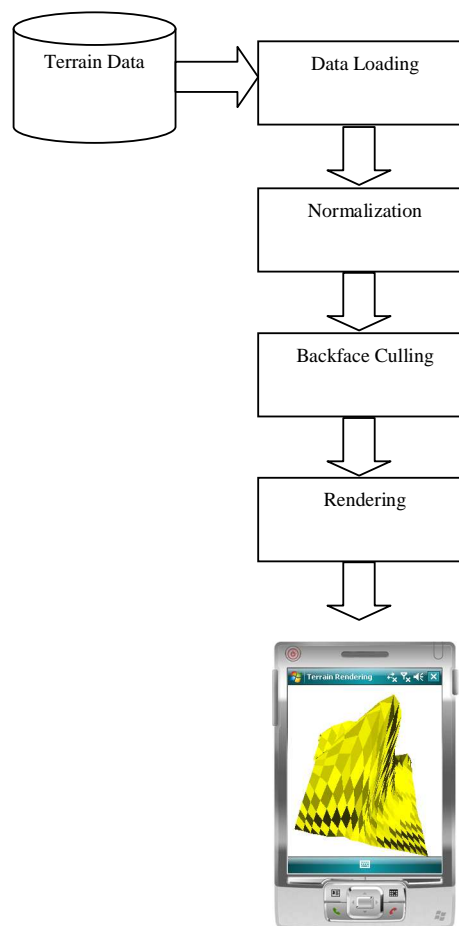 Terrain Data
Data Loading
Normalization
Backface Culling
Rendering
Terrain Rendering